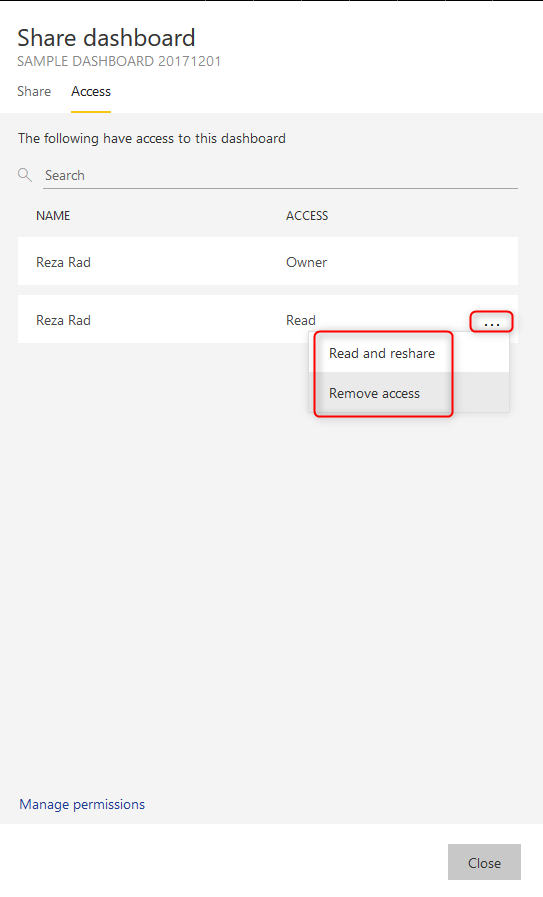 Share dashboard
SAMPLE DASHBOARD 20171201
Share Access
The following have access to this dashboard
Search
NAME ACCESS
Reza Rad Owner
Reza Rad Read ...
Read and reshare
Remove access
Manage permissions
Close